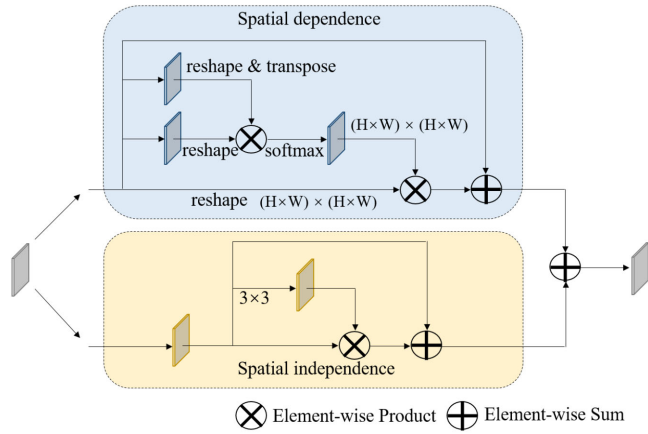 Spatial dependence
reshape & transpose
(H×W) × (H×W)
reshape
softmax
reshape (H×W) × (H×W)
3×3
Spatial independence
Element-wise Product
Element-wise Sum